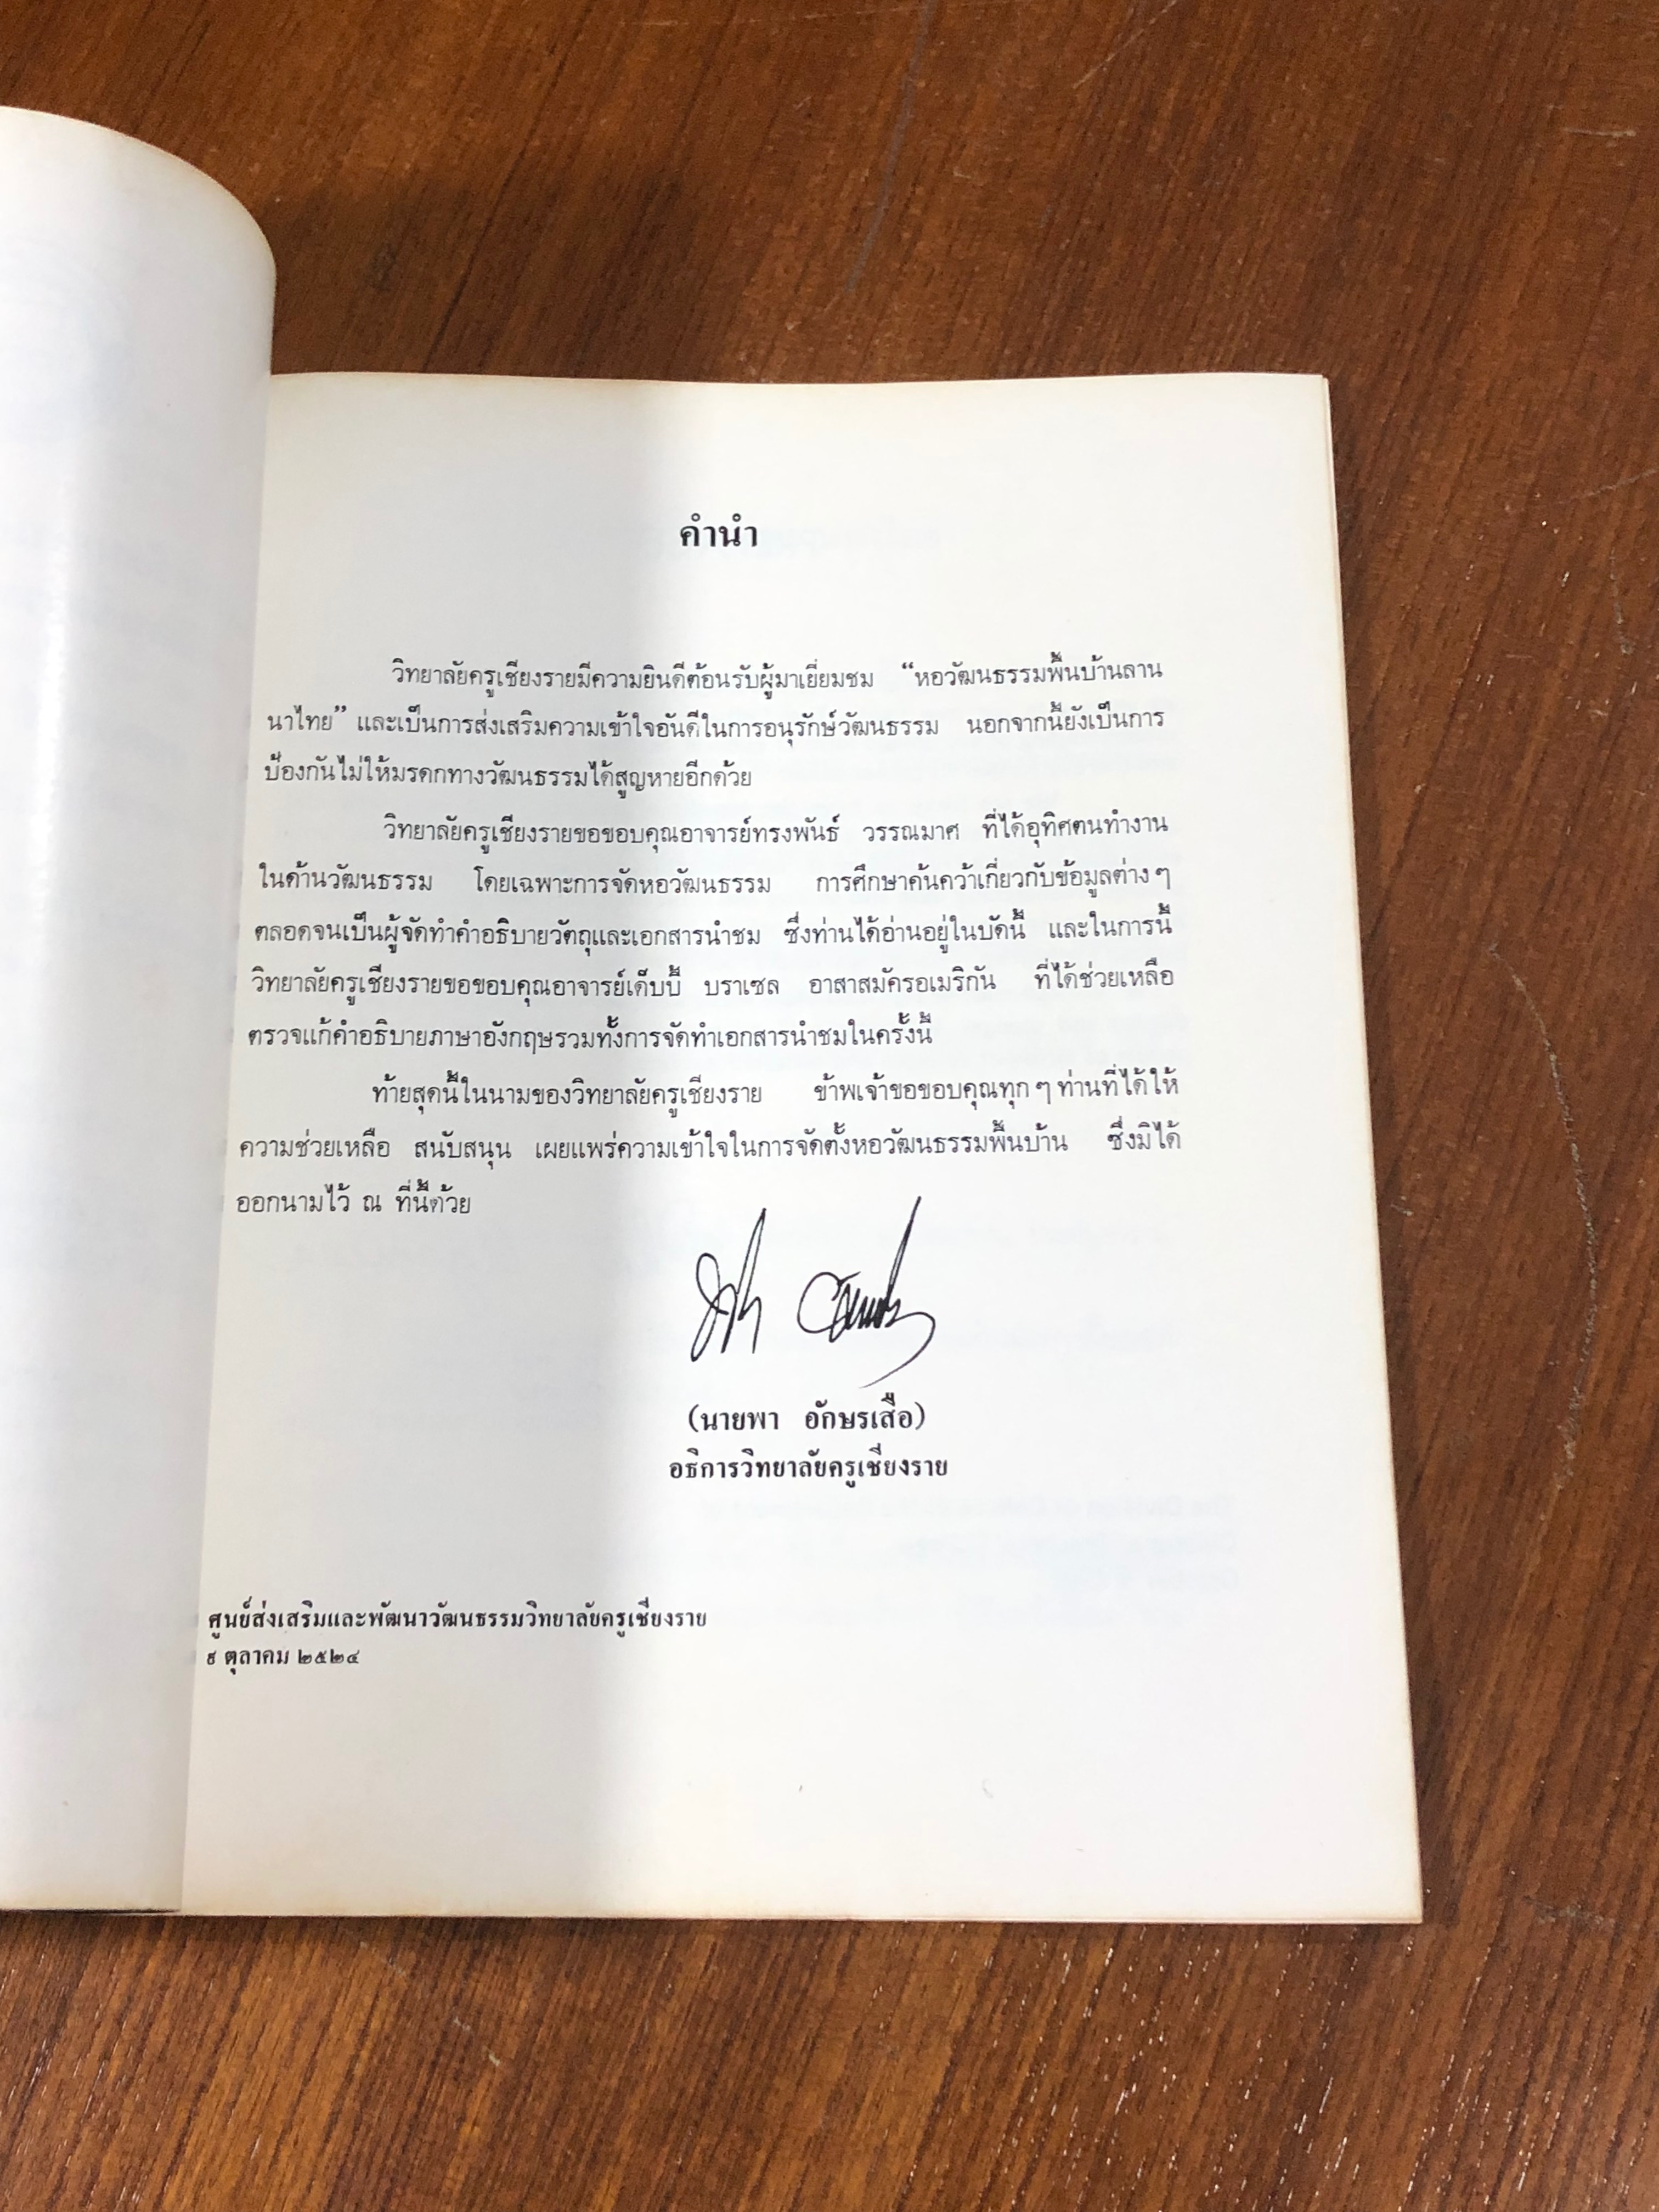 คำนำ
วิทยาลัยครูเชียงรายมีความยินดีต้อนรับผู้มาเยี่ยมชม “หอวัฒนธรรมพื้นบ้านลาน
นาไทย” และเป็นการส่งเสริมความเข้าใจอันดีในการอนุรักษ์วัฒนธรรม นอกจากนี้ยังเป็นการ
ป้องกันไม่ให้มรดกทางวัฒนธรรมได้สูญหายอีกด้วย
วิทยาลัยครูเชียงรายขอขอบคุณอาจารย์ทรงพันธ์ วรรณมาศ ที่ได้อุทิศตนทำงาน
ในด้านวัฒนธรรม โดยเฉพาะการจัดหอวัฒนธรรม การศึกษาค้นคว้าเกี่ยวกับข้อมูลต่าง ๆ
ตลอดจนเป็นผู้จัดทำคำอธิบายวัตถุและเอกสารนำชม ซึ่งท่านได้อ่านอยู่ในบัดนี้ และในการนี้
วิทยาลัยครูเชียงรายขอขอบคุณอาจารย์เด็บบี้ บราเซล อาสาสมัครอเมริกัน ที่ได้ช่วยเหลือ
ตรวจแก้คำอธิบายภาษาอังกฤษรวมทั้งการจัดทำเอกสารนำชมในครั้งนี้
ท้ายสุดนี้ในนามของวิทยาลัยครูเชียงราย ข้าพเจ้าขอขอบคุณทุก ๆ ท่านที่ได้ให้
ความช่วยเหลือ สนับสนุน เผยแพร่ความเข้าใจในการจัดตั้งหอวัฒนธรรมพื้นบ้าน ซึ่งมิได้
ออกนามไว้ ณ ที่นี้ด้วย
(นายพา อักษรเสือ)
อธิการวิทยาลัยครูเชียงราย
ศูนย์ส่งเสริมและพัฒนาวัฒนธรรมวิทยาลัยครูเชียงราย
๙ ตุลาคม ๒๕๒๔